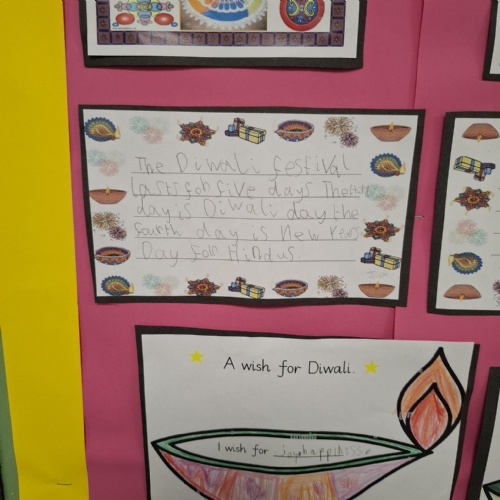 The Diwali festival
lasts for five days The
day is Diwali day the
fourth day is New Years
Day for Hindus.
A wish for Diwali.
I wish for